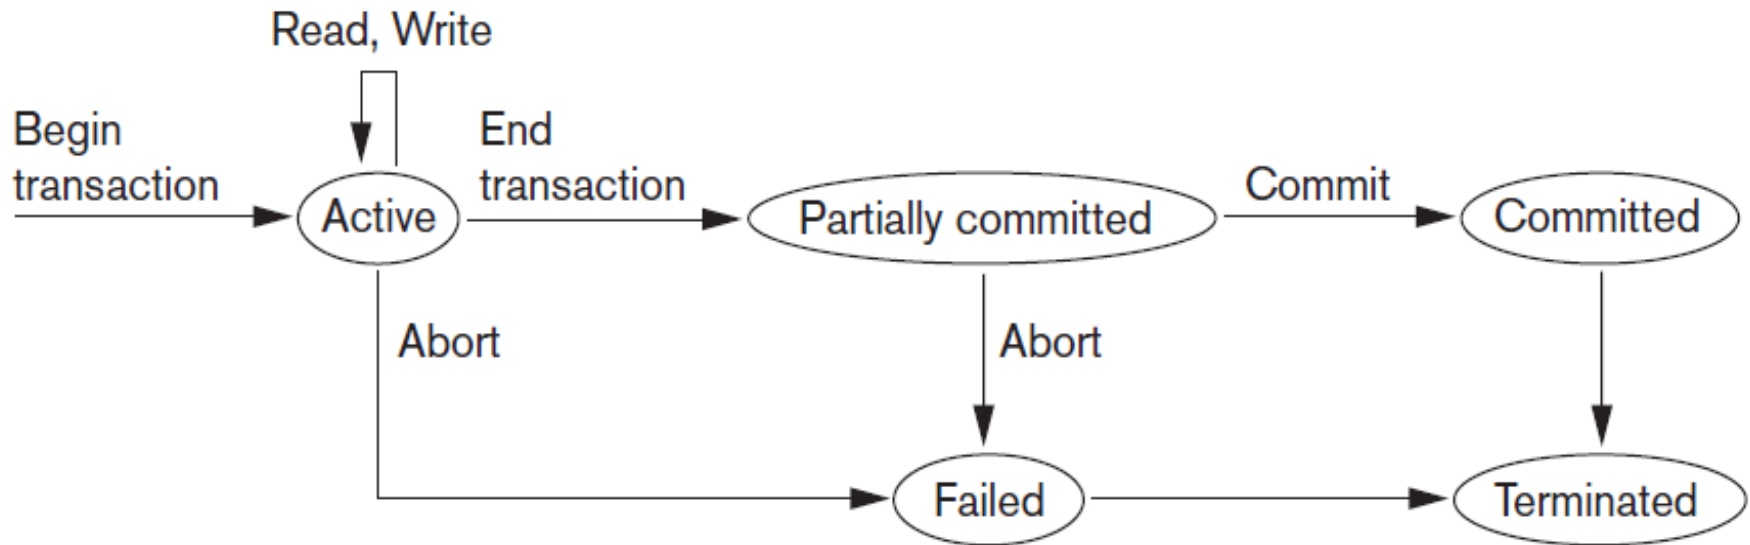 Read, Write
Begin
transaction
End
transaction
Active
Partially committed
Commit
Committed
Abort
Abort
Failed
Terminated